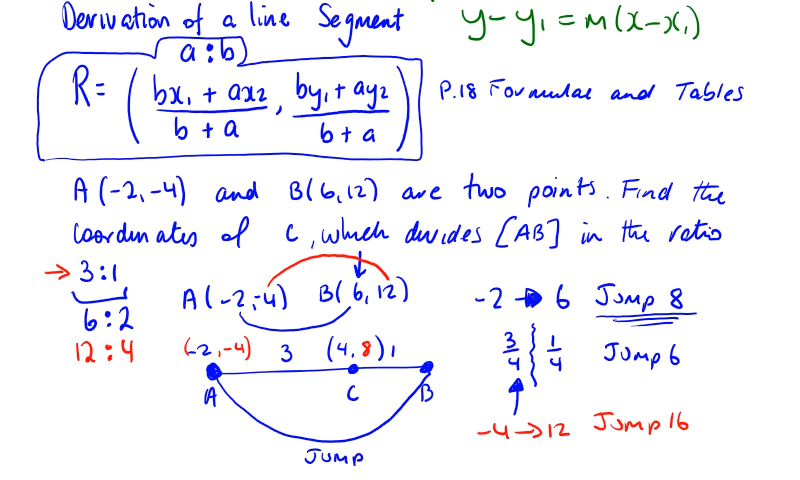 Derivation of a line Segment
y - y₁ = m(x - x₁)
a : b
R = ( bx₁ + ax₂ / b + a , by₁ + ay₂ / b + a )
P.18 Formulae and Tables
A (-2, -4) and B(6, 12) are two points. Find the
coordinates of C, which divides [AB] in the ratio
→ 3:1
6:2
12:4
A(-2, -4) B(6, 12)
-2 → 6 Jump 8
(-2, -4) 3 (4, 8) 1
3/4 1/4 Jump 6
A C B
-4 → 12 Jump 16
Jump